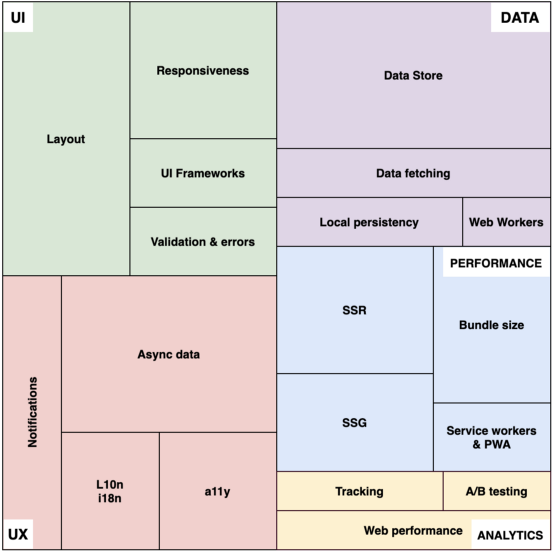 UI
Layout
Responsiveness
UI Frameworks
Validation & errors
DATA
Data Store
Data fetching
Local persistency
Web Workers
Notifications
Async data
L10n
i18n
a11y
UX
PERFORMANCE
SSR
Bundle size
SSG
Service workers
& PWA
Tracking
A/B testing
Web performance
ANALYTICS